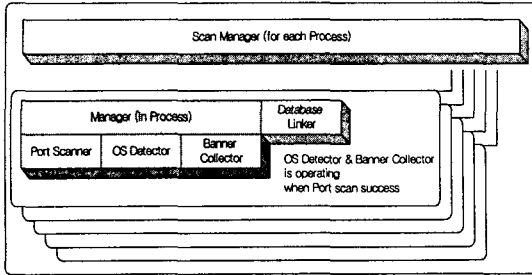 Scan Manager (for each Process)
Manager (In Process)
Database
Linker
Port Scanner
OS Detector
Banner
Collector
OS Detector & Banner Collector
is operating
when Port scan success